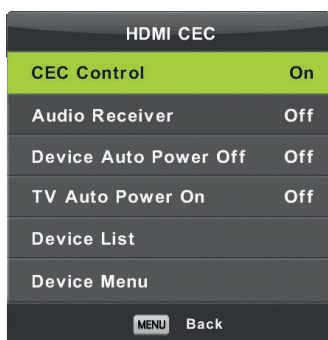 HDMI CEC
CEC Control On
Audio Receiver Off
Device Auto Power Off Off
TV Auto Power On Off
Device List
Device Menu
MENU Back